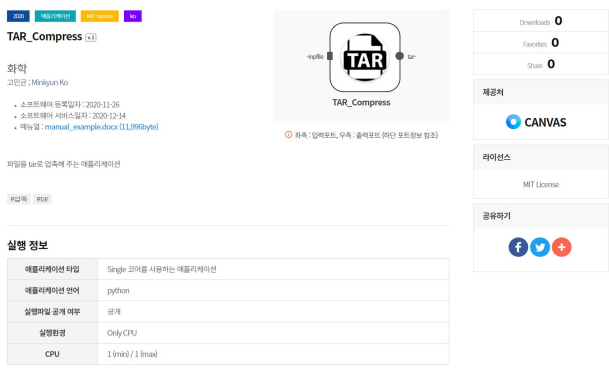 2020 애플리케이션 MIT License ko
TAR_Compress v.1
화학
고민균 ; Minkyun Ko
소프트웨어 등록일자 : 2020-11-26
소프트웨어 서비스일자 : 2020-12-14
매뉴얼 : manual_example.docx (11,996byte)
파일을 tar로 압축해 주는 애플리케이션
#압축 #tar
-inpfile TAR tar-
TAR_Compress
좌측 : 입력포트, 우측 : 출력포트 (하단 포트정보 참조)
실행 정보
애플리케이션 타입 Single 코어를 사용하는 애플리케이션
애플리케이션 언어 python
실행파일 공개 여부 공개
실행환경 Only CPU
CPU 1 (min) / 1 (max)
Downloads 0
Favorites 0
Share 0
제공처
CANVAS
라이선스
MIT License
공유하기